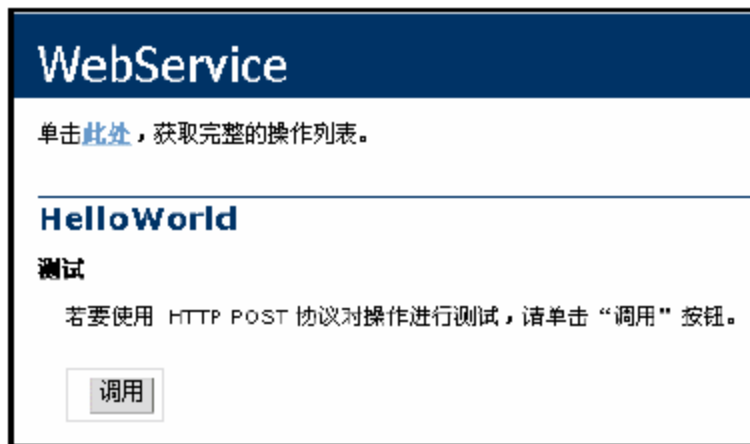 WebService
单击此处，获取完整的操作列表。
HelloWorld
测试
若要使用 HTTP POST 协议对操作进行测试，请单击“调用”按钮。
调用